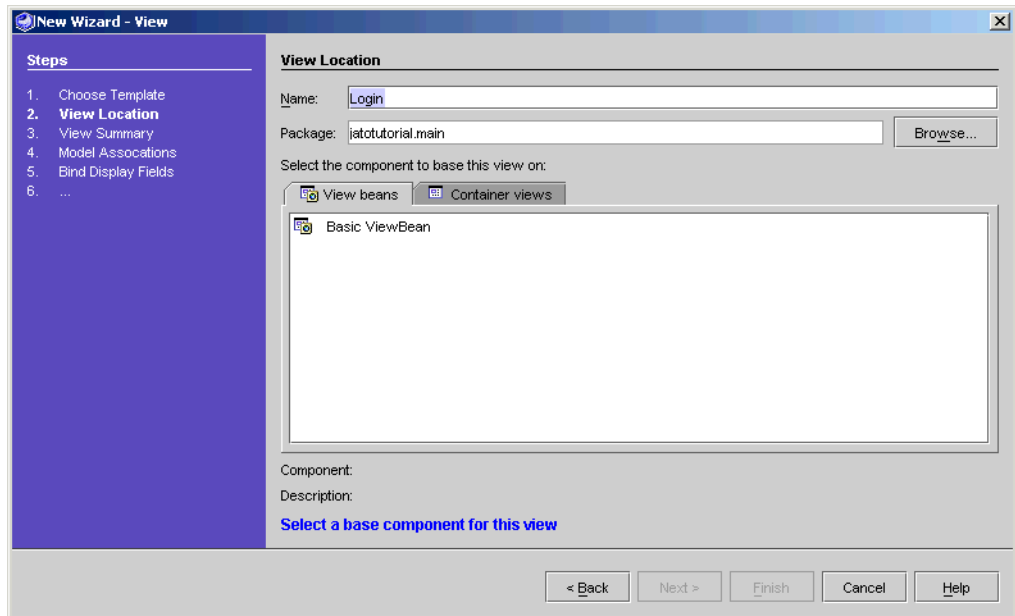 New Wizard - View
Steps
1. Choose Template
2. View Location
3. View Summary
4. Model Assocations
5. Bind Display Fields
6. ...
View Location
Name: Login
Package: jatotutorial.main Browse...
Select the component to base this view on:
View beans Container views
Basic ViewBean
Component:
Description:
Select a base component for this view
< Back Next > Finish Cancel Help